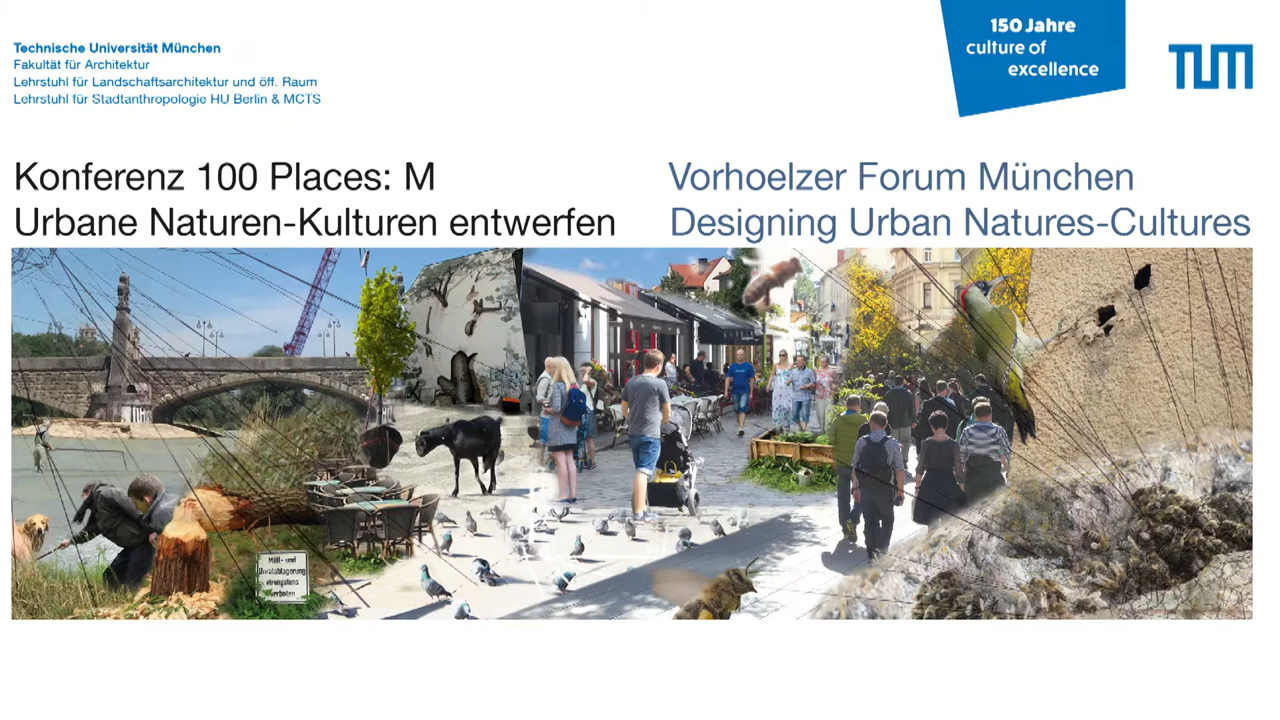 Technische Universität München
Fakultät für Architektur
Lehrstuhl für Landschaftsarchitektur und öff. Raum
Lehrstuhl für Stadtanthropologie HU Berlin & MCTS
150 Jahre
culture of
excellence
TUM
Konferenz 100 Places: M
Urbane Naturen-Kulturen entwerfen
Vorhoelzer Forum München
Designing Urban Natures-Cultures
Müll- und
Unratablagerung
strengstens
verboten